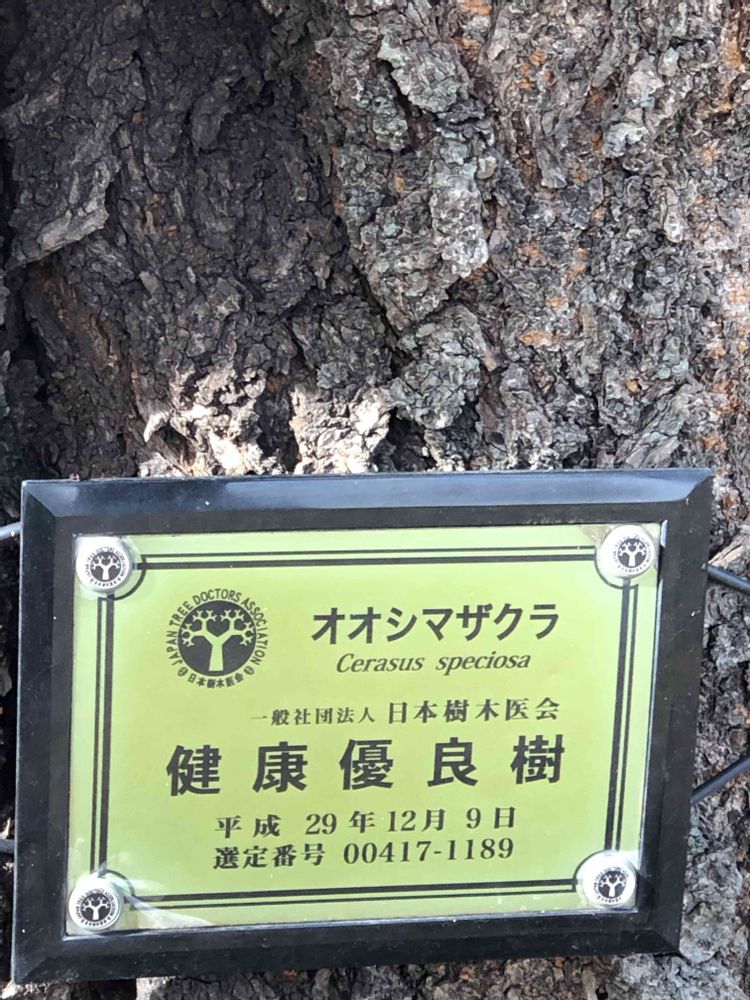 JAPAN TREE DOCTORS ASSOCIATION
日本樹木医会
オオシマザクラ
Cerasus speciosa
一般社団法人 日本樹木医会
健康優良樹
平成 29年12月 9日
選定番号 00417-1189